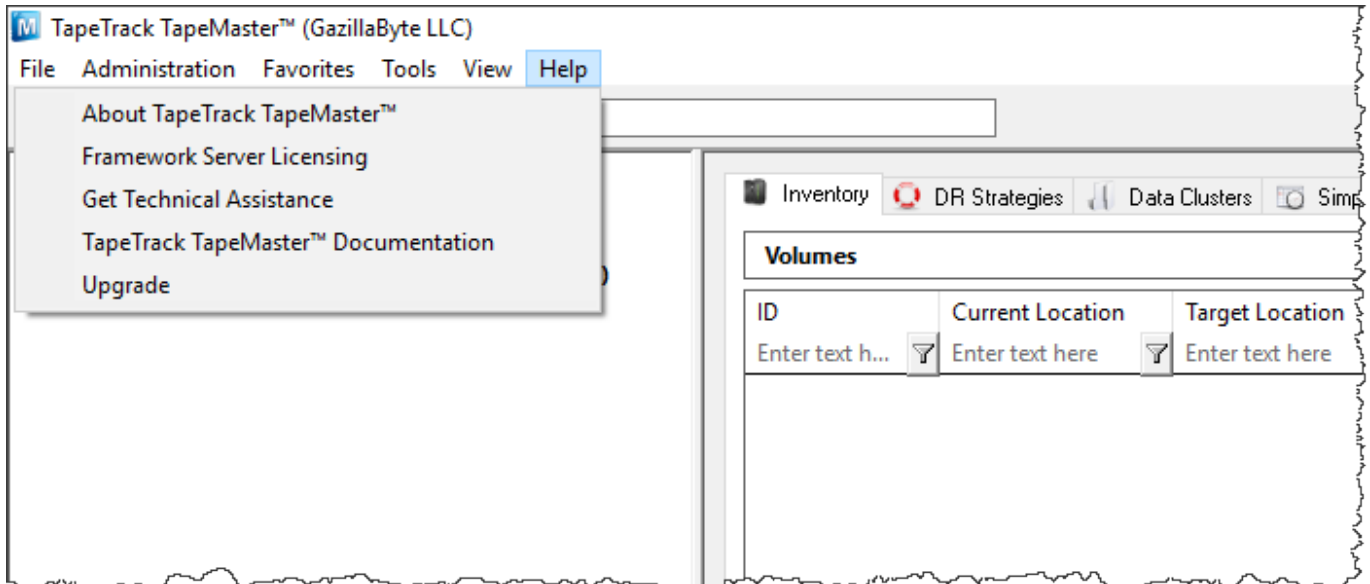 TapeTrack TapeMaster™ (GazillaByte LLC)
File Administration Favorites Tools View Help
About TapeTrack TapeMaster™
Framework Server Licensing
Get Technical Assistance
TapeTrack TapeMaster™ Documentation
Upgrade
Inventory DR Strategies Data Clusters
Volumes
ID Current Location Target Location
Enter text h... Enter text here Enter text here